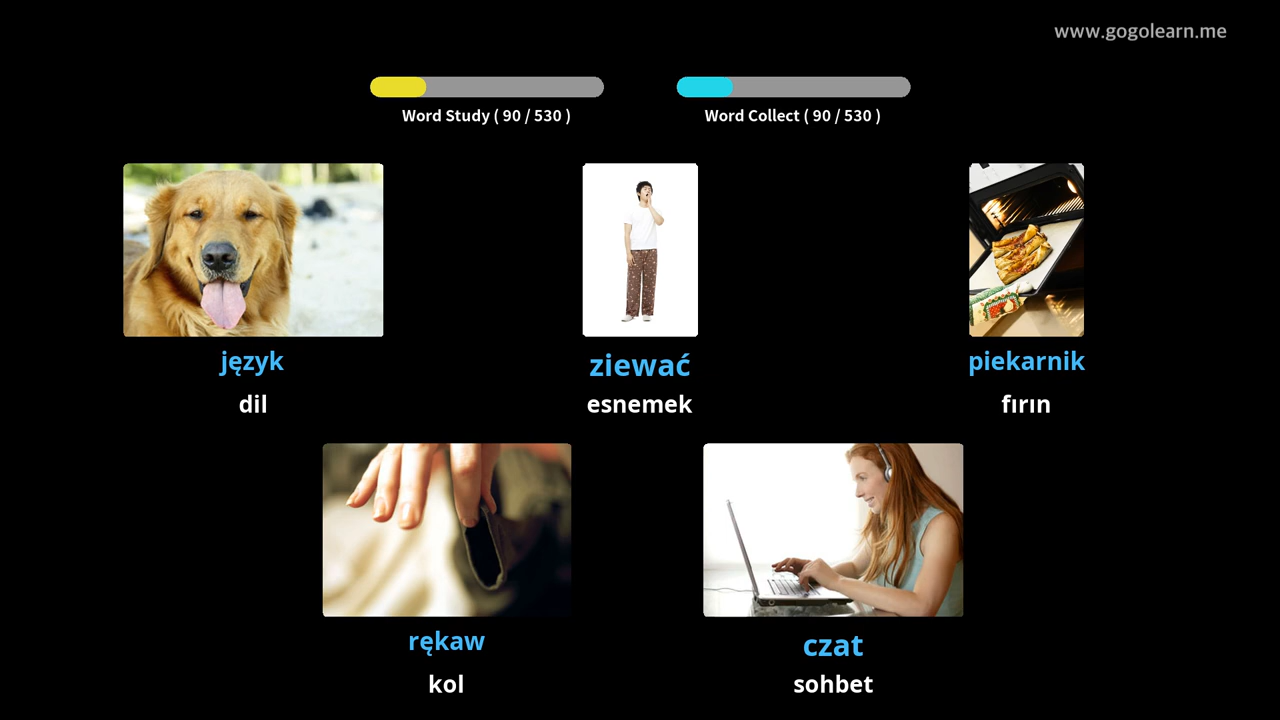 www.gogolearn.me
Word Study ( 90 / 530 )
Word Collect ( 90 / 530 )
język
ziewać
piekarnik
dil
esnemek
fırın
rękaw
czat
kol
sohbet